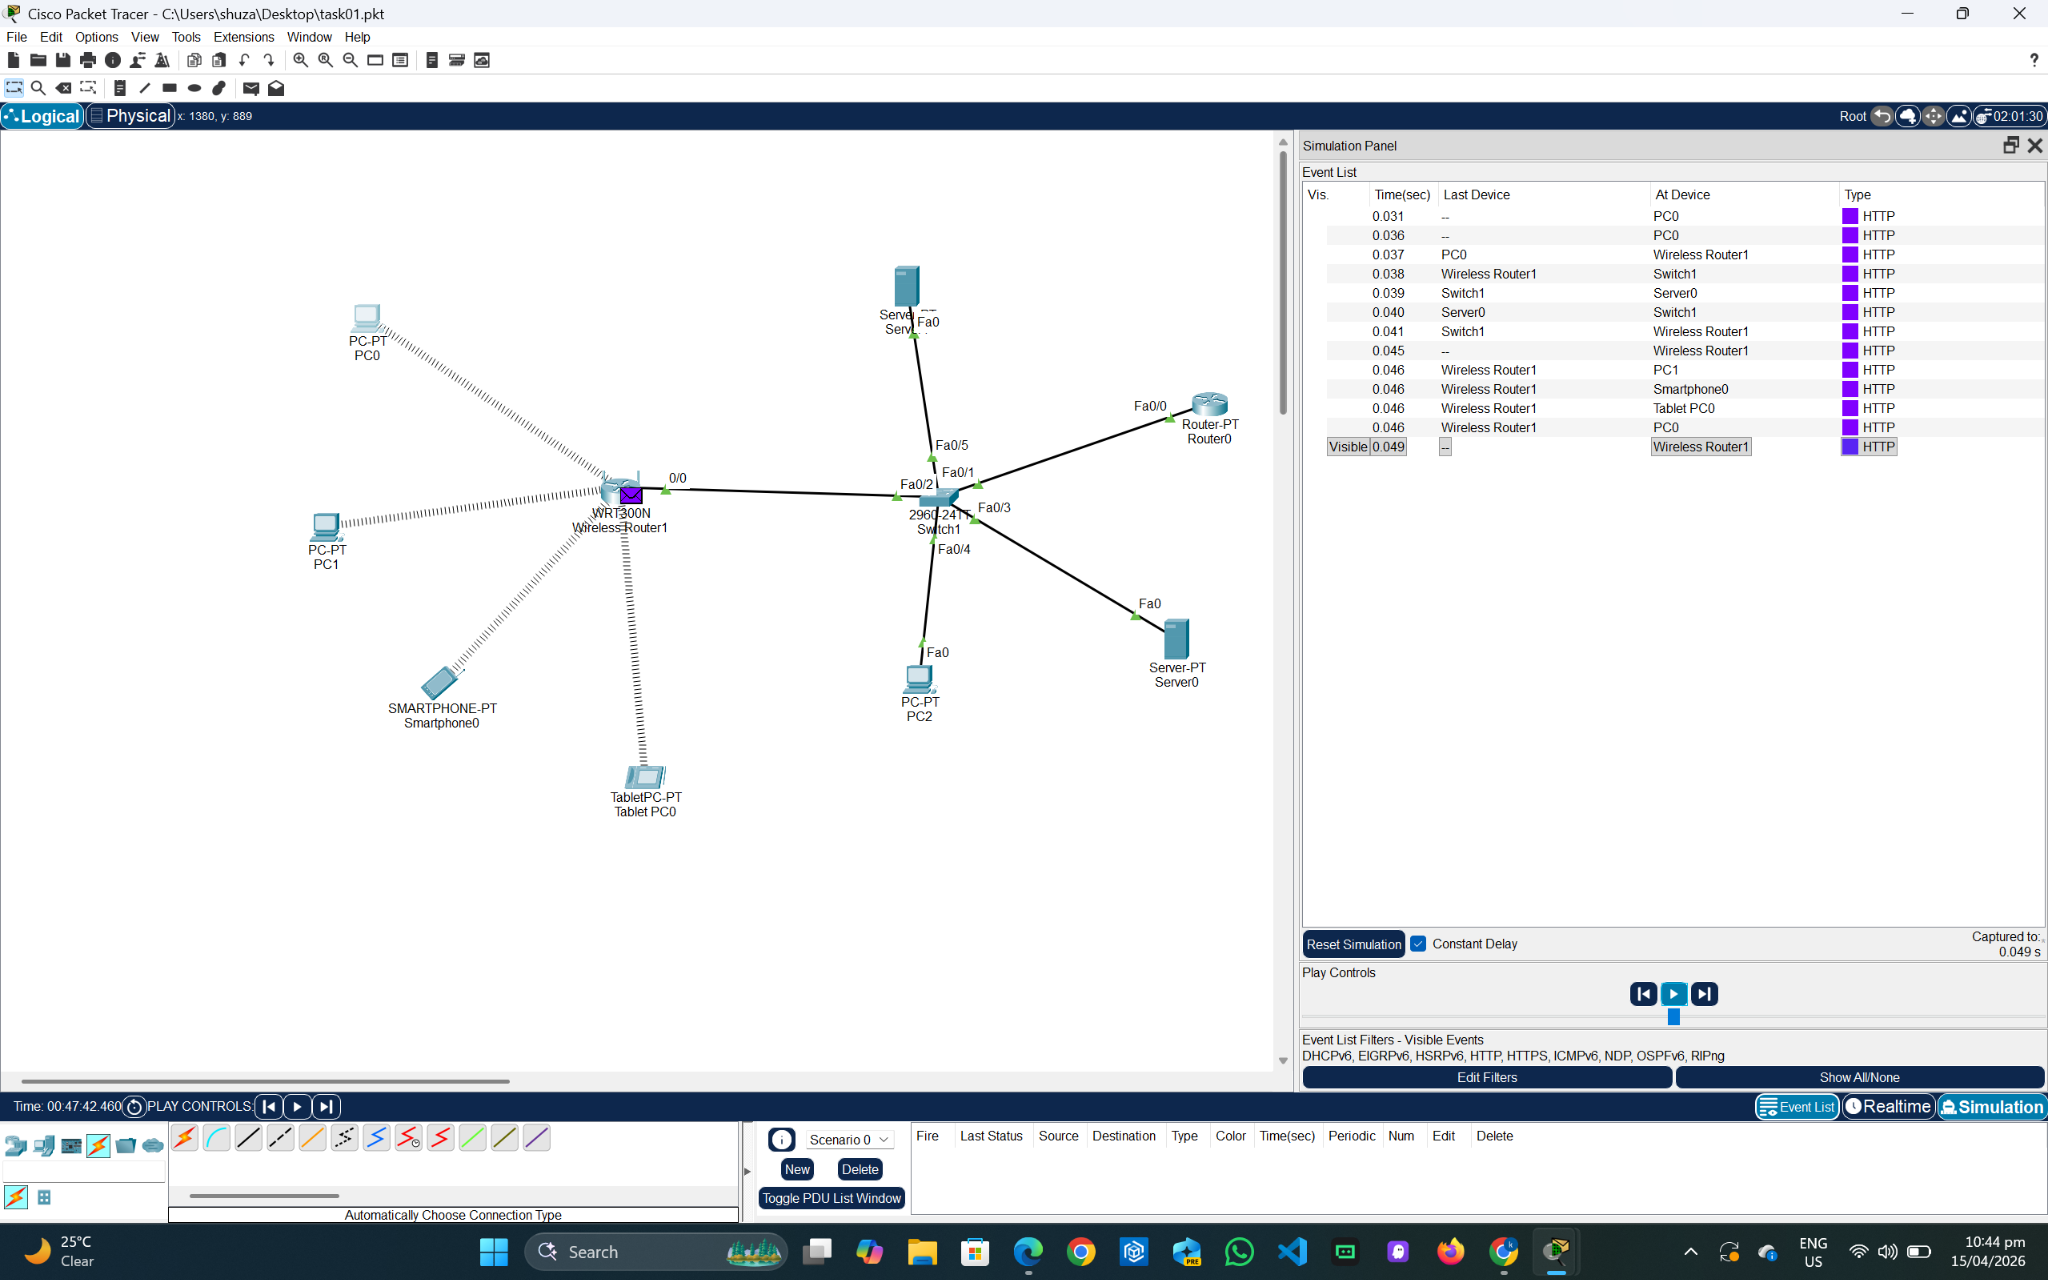 Cisco Packet Tracer - C:\Users\shuza\Desktop\task01.pkt
File Edit Options View Tools Extensions Window Help
?
Logical Physical x: 1380, y: 889 Root 02:01:30
Simulation Panel
Event List
Vis. Time(sec) Last Device At Device Type
0.031 -- PC0 HTTP
0.036 -- PC0 HTTP
0.037 PC0 Wireless Router1 HTTP
0.038 Wireless Router1 Switch1 HTTP
0.039 Switch1 Server0 HTTP
0.040 Server0 Switch1 HTTP
0.041 Switch1 Wireless Router1 HTTP
0.045 -- Wireless Router1 HTTP
0.046 Wireless Router1 PC1 HTTP
0.046 Wireless Router1 Smartphone0 HTTP
0.046 Wireless Router1 Tablet PC0 HTTP
0.046 Wireless Router1 PC0 HTTP
Visible 0.049 -- Wireless Router1 HTTP
PC-PT
PC0
Fa0
Fa0/0
Router-PT
Router0
Fa0/5
Fa0/1
0/0
Fa0/2
Fa0/3
WRT300N
Wireless Router1
2960-24TT
Switch1
Fa0/4
PC-PT
PC1
Fa0
Server-PT
Server0
Fa0
PC-PT
PC2
SMARTPHONE-PT
Smartphone0
TabletPC-PT
Tablet PC0
Reset Simulation Constant Delay Captured to:
0.049 s
Play Controls
Event List Filters - Visible Events
DHCPv6, EIGRPv6, HSRPv6, HTTP, HTTPS, ICMPv6, NDP, OSPFv6, RIPng
Edit Filters Show All/None
Time: 00:47:42.460 PLAY CONTROLS: Event List Realtime Simulation
Scenario 0
New Delete
Toggle PDU List Window
Fire Last Status Source Destination Type Color Time(sec) Periodic Num Edit Delete
Automatically Choose Connection Type
25°C
Clear
Search
PRE
ENG
US
10:44 pm
15/04/2026